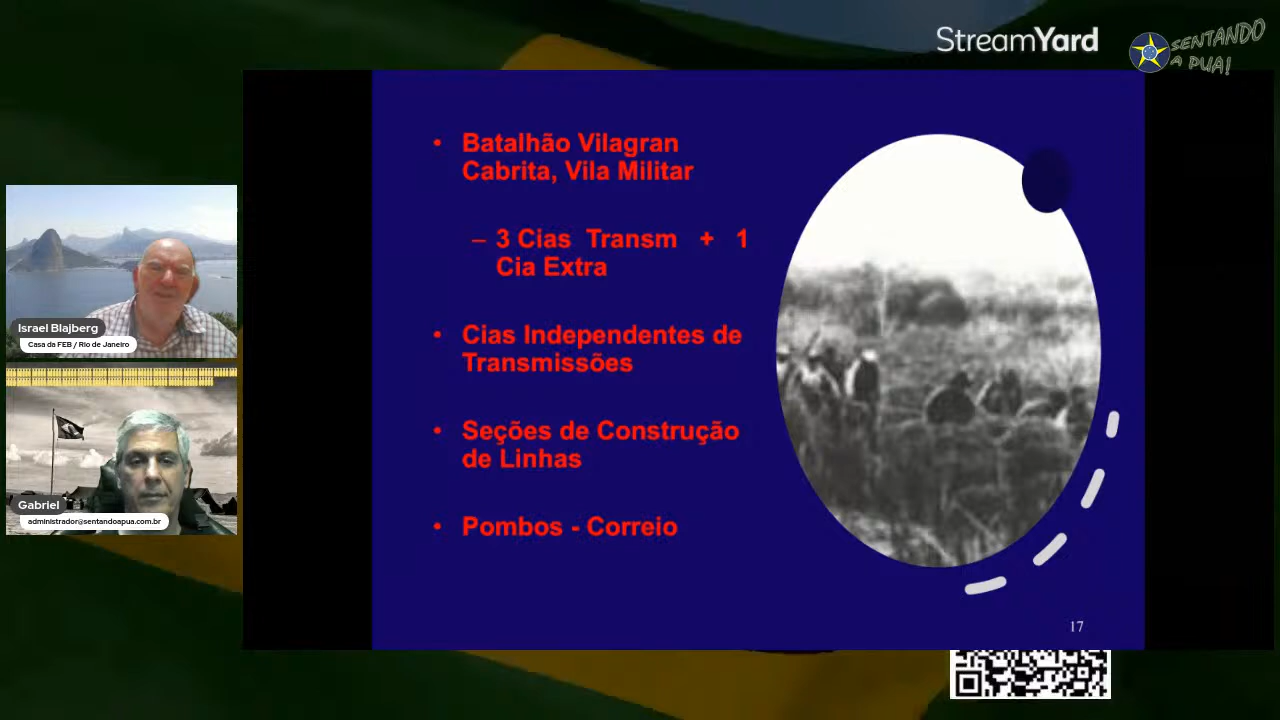 StreamYard
SENTANDO
A PUA!
• Batalhão Vilagran
Cabrita, Vila Militar
– 3 Cias Transm + 1
Cia Extra
• Cias Independentes de
Transmissões
• Seções de Construção
de Linhas
• Pombos - Correio
17
Israel Blajberg
Casa da FEB / Rio de Janeiro
Gabriel
administrador@sentandoapua.com.br